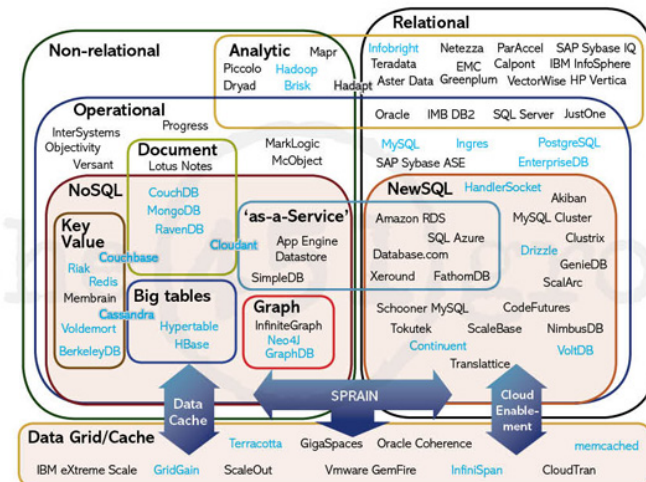 Relational
Non-relational
Analytic
Mapr
Piccolo
Hadoop
Dryad
Brisk
Hadapt
Infobright
Netezza
ParAccel
SAP Sybase IQ
Teradata
EMC
Calpont
IBM InfoSphere
Aster Data
Greenplum
VectorWise
HP Vertica
Operational
Oracle
IMB DB2
SQL Server
JustOne
InterSystems
Progress
Objectivity
Versant
Document
Lotus Notes
MarkLogic
McObject
MySQL
Ingres
PostgreSQL
SAP Sybase ASE
EnterpriseDB
NoSQL
CouchDB
MongoDB
RavenDB
Cloudant
'as-a-Service'
App Engine
Datastore
SimpleDB
NewSQL
HandlerSocket
Akiban
Amazon RDS
MySQL Cluster
SQL Azure
Clustrix
Database.com
Drizzle
GenieDB
Xeround
FathomDB
ScalArc
Key
Value
Couchbase
Riak
Redis
Membrain
Cassandra
Voldemort
BerkeleyDB
Big tables
Hypertable
HBase
Graph
InfiniteGraph
Neo4J
GraphDB
Schooner MySQL
CodeFutures
Tokutek
ScaleBase
NimbusDB
Continuent
VoltDB
Translattice
Data
Cache
SPRAIN
Cloud
Enable-
ment
Data Grid/Cache
Terracotta
GigaSpaces
Oracle Coherence
memcached
IBM eXtreme Scale
GridGain
ScaleOut
Vmware GemFire
InfiniSpan
CloudTran